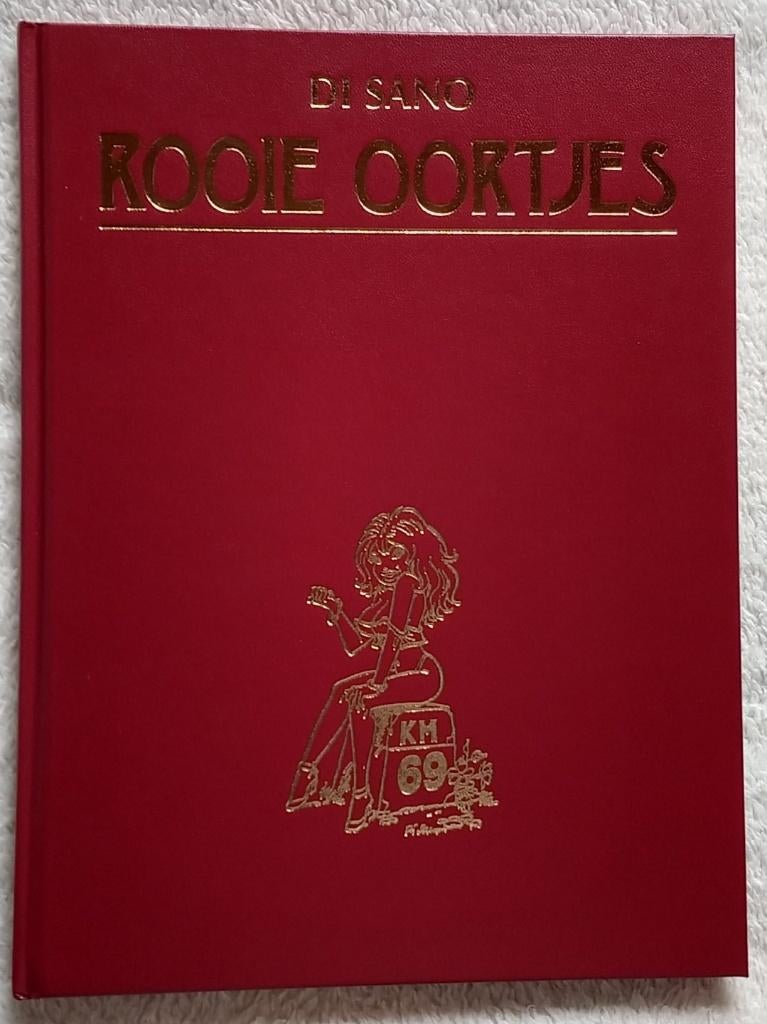 DI SANO
ROOIE OORTJES
KM
69